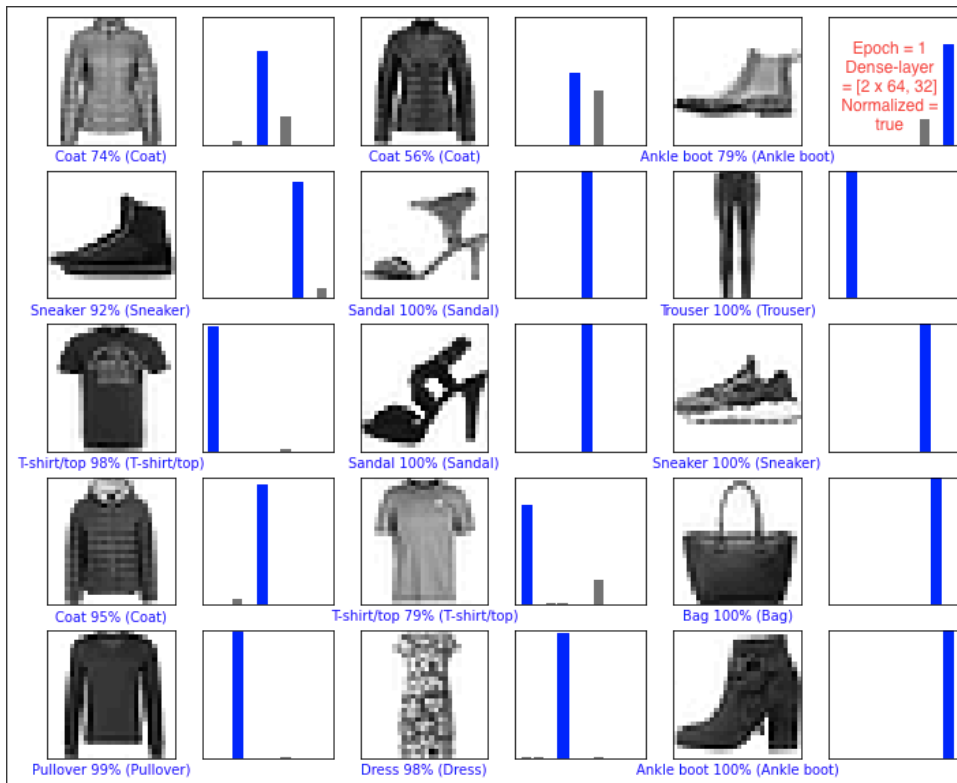 Epoch = 1
Dense-layer
= [2 x 64, 32]
Normalized =
true
Coat 74% (Coat)
Coat 56% (Coat)
Ankle boot 79% (Ankle boot)
Sneaker 92% (Sneaker)
Sandal 100% (Sandal)
Trouser 100% (Trouser)
T-shirt/top 98% (T-shirt/top)
Sandal 100% (Sandal)
Sneaker 100% (Sneaker)
Coat 95% (Coat)
T-shirt/top 79% (T-shirt/top)
Bag 100% (Bag)
Pullover 99% (Pullover)
Dress 98% (Dress)
Ankle boot 100% (Ankle boot)